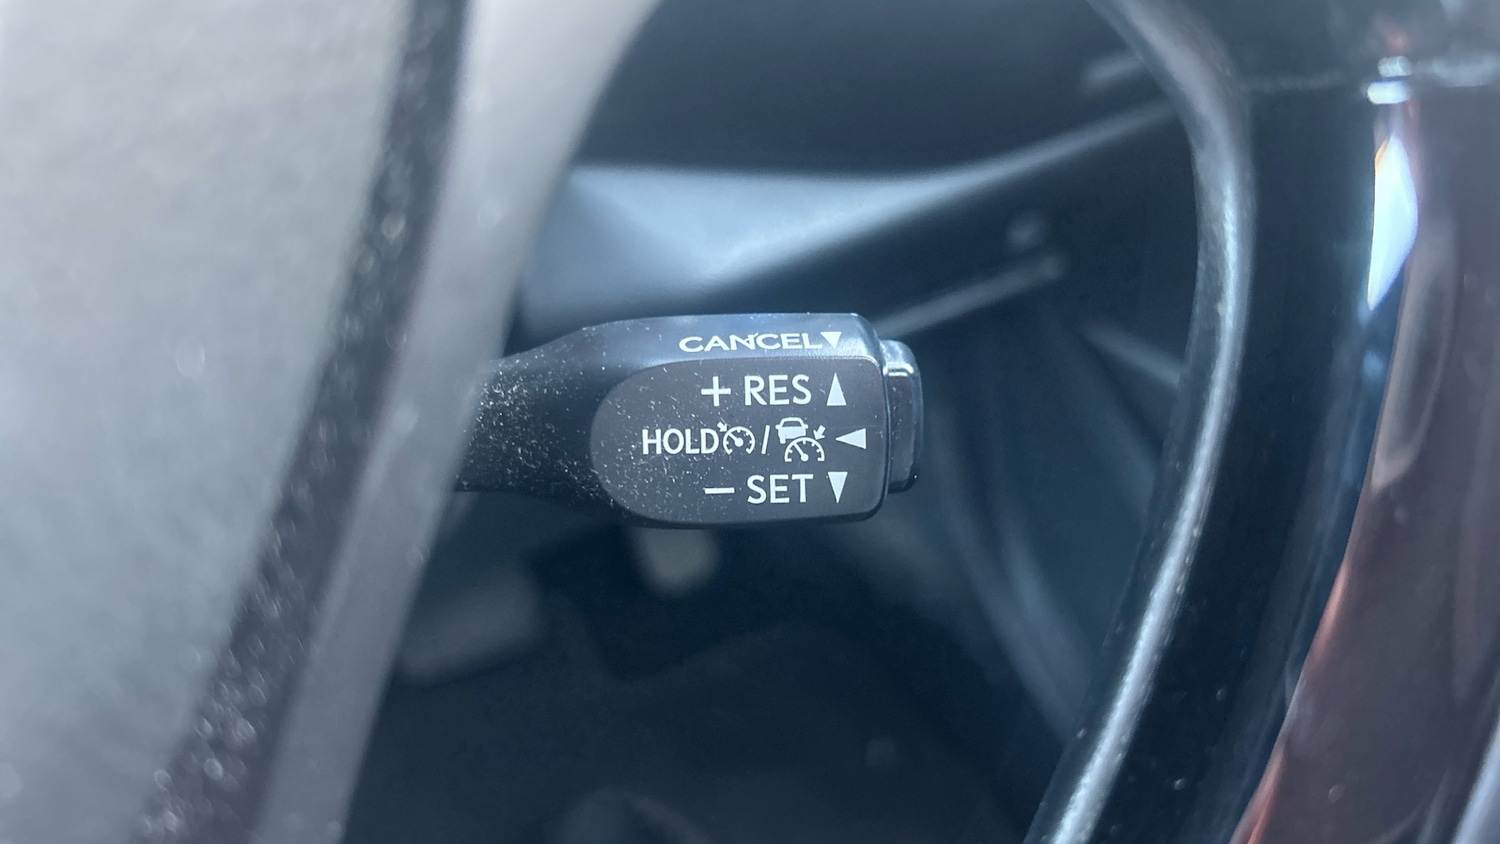 CANCEL▼
+ RES ▲
HOLD / ◀
− SET ▼